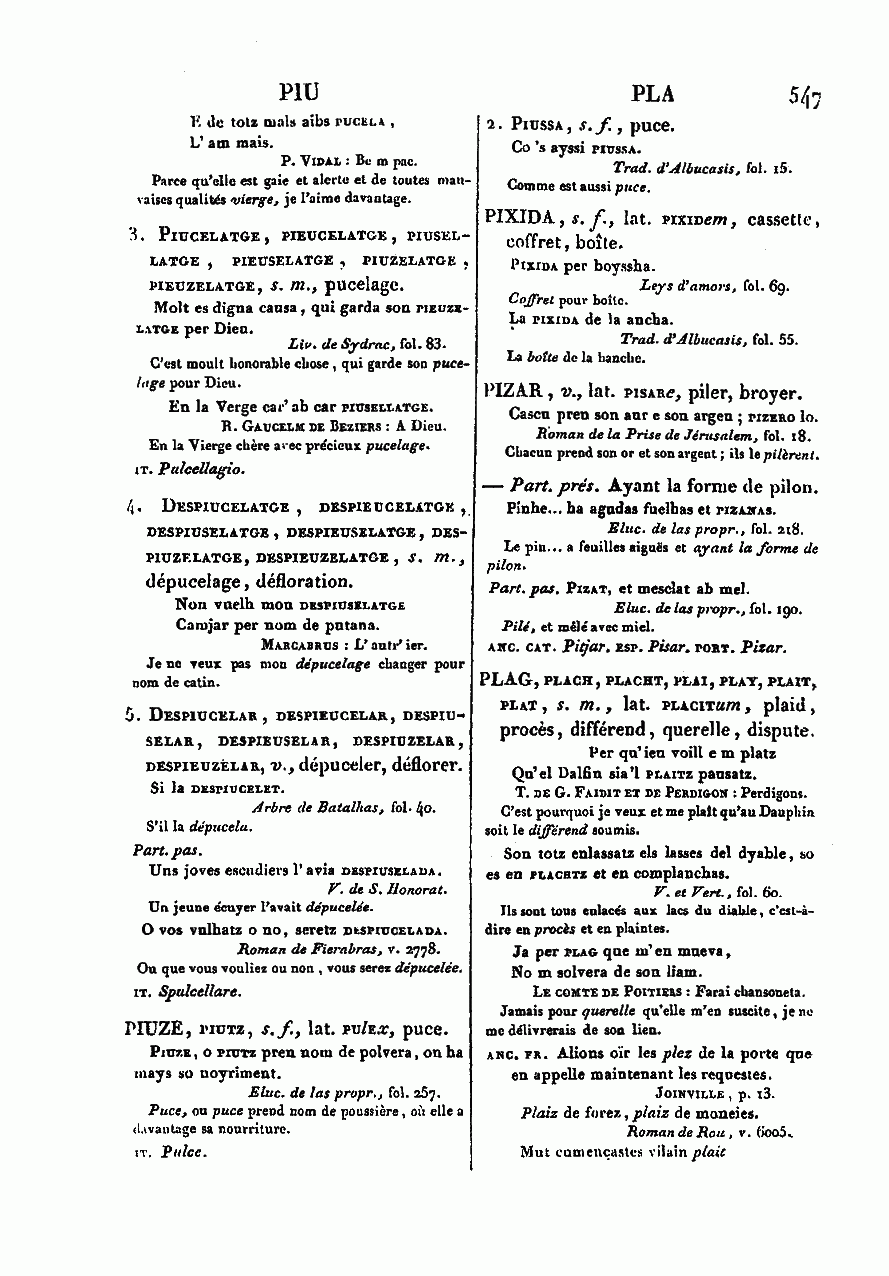 PIU
PLA
547
E de totz mals aibs PUCELA,
L'am mais.
P. VIDAL : Be m pac.
Parce qu'elle est gaie et alerte et de toutes mau-
vaises qualités vierge, je l'aime davantage.
3. PIUCELATGE, PIEUCELATGE, PIUSEL-
LATGE, PIEUSELATGE, PIUZELATGE,
PIEUZELATGE, s. m., pucelage.
Molt es digna causa, qui garda son PIEUZE-
LATGE per Dieu.
Liv. de Sydrac, fol. 83.
C'est moult honorable chose, qui garde son puce-
lage pour Dieu.
En la Verge car' ab car PIUSELLATGE.
R. GAUCELM DE BEZIERS : A Dieu.
En la Vierge chère avec précieux pucelage.
IT. Pulcellagio.
4. DESPIUCELATGE, DESPIEUCELATGE,
DESPIUSELATGE, DESPIEUSELATGE, DES-
PIUZELATGE, DESPIEUZELATGE, s. m.,
dépucelage, défloration.
Non vuelh mon DESPIUSELATGE
Camjar per nom de putana.
MARCABRUS : L'autr'ier.
Je ne veux pas mon dépucelage changer pour
nom de catin.
5. DESPIUCELAR, DESPIEUCELAR, DESPIU-
SELAR, DESPIEUSELAR, DESPIUZELAR,
DESPIEUZELAR, v., dépuceler, déflorer.
Si la DESPIUCELET.
Arbre de Batalhas, fol. 40.
S'il la dépucela.
Part. pas.
Uns joves escudiers l'avia DESPIUSELADA.
V. de S. Honorat.
Un jeune écuyer l'avait dépucelée.
O vos vulhatz o no, seretz DESPIUCELADA.
Roman de Fierabras, v. 2778.
Ou que vous vouliez ou non, vous serez dépucelée.
IT. Spulcellare.
PIUZE, PIUTZ, s. f., lat. PULEX, puce.
PIUZE, o PIUTZ pren nom de polvera, on ha
mays so noyriment.
Eluc. de las propr., fol. 257.
Puce, ou puce prend nom de poussière, où elle a
davantage sa nourriture.
IT. Pulce.
2. PIUSSA, s. f., puce.
Co 's ayssi PIUSSA.
Trad. d'Albucasis, fol. 15.
Comme est aussi puce.
PIXIDA, s. f., lat. PIXIDem, cassette,
coffret, boîte.
PIXIDA per boyssha.
Leys d'amors, fol. 69.
Coffret pour boîte.
La PIXIDA de la ancha.
Trad. d'Albucasis, fol. 55.
La boîte de la hanche.
PIZAR, v., lat. PISARe, piler, broyer.
Cascu pren son aur e son argen ; PIZERO lo.
Roman de la Prise de Jérusalem, fol. 18.
Chacun prend son or et son argent ; ils le pilèrent.
— Part. prés. Ayant la forme de pilon.
Pinhe... ha agudas fuelhas et PIZANAS.
Eluc. de las propr., fol. 218.
Le pin... a feuilles aiguës et ayant la forme de
pilon.
Part. pas. PIZAT, et mesclat ab mel.
Eluc. de las propr., fol. 190.
Pilé, et mêlé avec miel.
ANC. CAT. Pitjar. ESP. Pisar. PORT. Pizar.
PLAG, PLACH, PLACHT, PLAI, PLAY, PLAIT,
PLAT, s. m., lat. PLACITum, plaid,
procès, différend, querelle, dispute.
Per qu'ieu voill e m platz
Qu'el Dalfin sia'l PLAITZ pausatz.
T. DE G. FAIDIT ET DE PERDIGON : Perdigons.
C'est pourquoi je veux et me plaît qu'au Dauphin
soit le différend soumis.
Son totz enlassatz els lasses del dyable, so
es en PLACHTZ et en complanchas.
V. et Vert., fol. 60.
Ils sont tous enlacés aux lacs du diable, c'est-à-
dire en procès et en plaintes.
Ja per PLAG que m'en mueva,
No m solvera de son liam.
LE COMTE DE POITIERS : Farai chansoneta.
Jamais pour querelle qu'elle m'en suscite, je ne
me délivrerais de son lien.
ANC. FR. Alions oïr les plez de la porte que
en appelle maintenant les requestes.
JOINVILLE, p. 13.
Plaiz de forez, plaiz de moneies.
Roman de Rou, v. 6005.
Mut cumençastes vilain plait